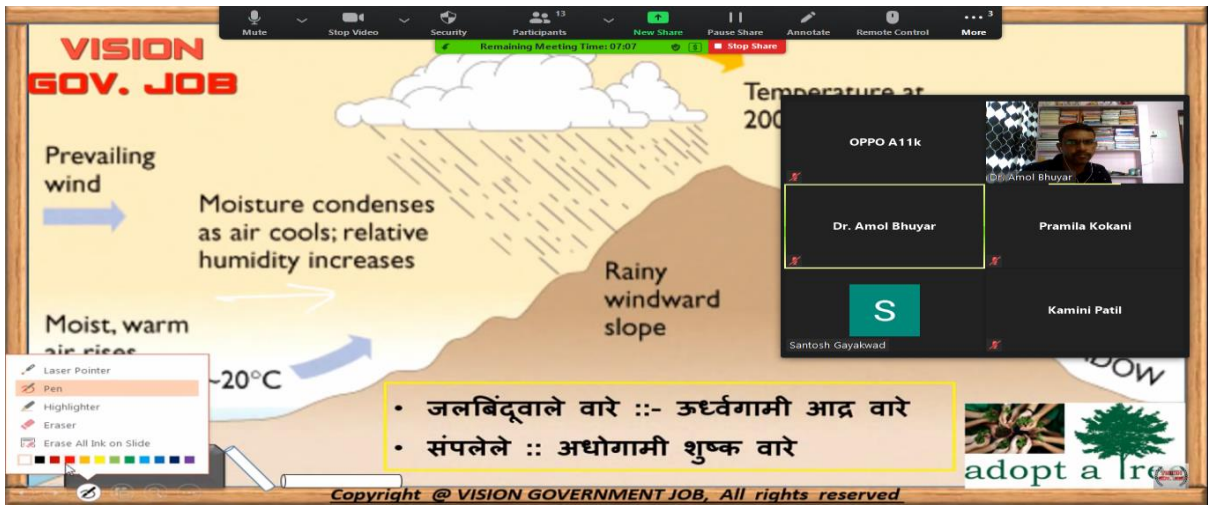 Mute
Stop Video
Security
Participants
13
New Share
Pause Share
Annotate
Remote Control
More
3
Remaining Meeting Time: 07:07
Stop Share
VISION
GOV. JOB
Temperature at
200
Prevailing
wind
Moisture condenses
as air cools; relative
humidity increases
Rainy
windward
slope
Moist, warm
air rises
~20°C
OPPO A11k
Dr. Amol Bhuyar
Dr. Amol Bhuyar
Pramila Kokani
S
Santosh Gayakwad
Kamini Patil
DOW
Laser Pointer
Pen
Highlighter
Eraser
Erase All Ink on Slide
• जलबिंदूवाले वारे ::- ऊर्ध्वगामी आद्र वारे
• संपलेले :: अधोगामी शुष्क वारे
adopt a Tree
Copyright @ VISION GOVERNMENT JOB, All rights reserved